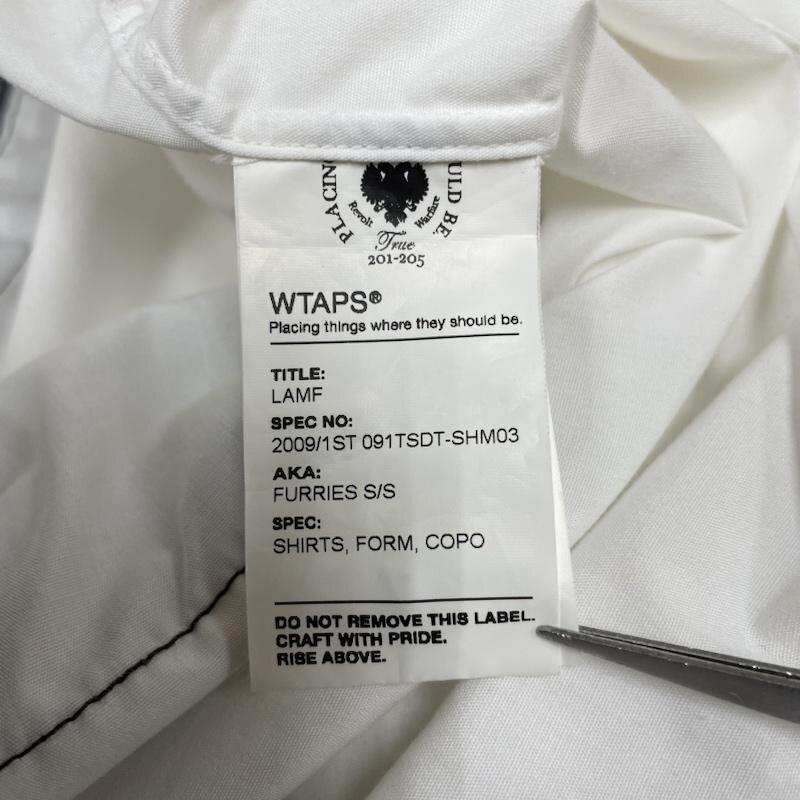 PLACIN
ULD BE.
Revolt
Warfare
True
201-205
WTAPS®
Placing things where they should be.
TITLE:
LAMF
SPEC NO:
2009/1ST 091TSDT-SHM03
AKA:
FURRIES S/S
SPEC:
SHIRTS, FORM, COPO
DO NOT REMOVE THIS LABEL.
CRAFT WITH PRIDE.
RISE ABOVE.